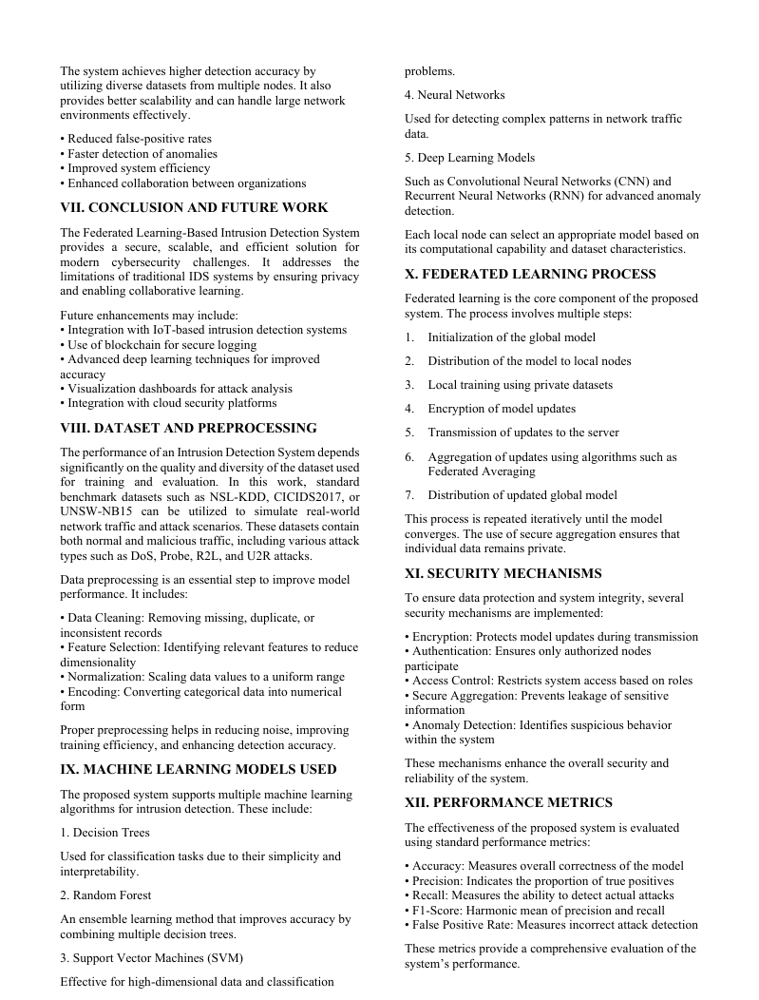 The system achieves higher detection accuracy by
utilizing diverse datasets from multiple nodes. It also
provides better scalability and can handle large network
environments effectively.
• Reduced false-positive rates
• Faster detection of anomalies
• Improved system efficiency
• Enhanced collaboration between organizations
VII. CONCLUSION AND FUTURE WORK
The Federated Learning-Based Intrusion Detection System
provides a secure, scalable, and efficient solution for
modern cybersecurity challenges. It addresses the
limitations of traditional IDS systems by ensuring privacy
and enabling collaborative learning.
Future enhancements may include:
• Integration with IoT-based intrusion detection systems
• Use of blockchain for secure logging
• Advanced deep learning techniques for improved
accuracy
• Visualization dashboards for attack analysis
• Integration with cloud security platforms
VIII. DATASET AND PREPROCESSING
The performance of an Intrusion Detection System depends
significantly on the quality and diversity of the dataset used
for training and evaluation. In this work, standard
benchmark datasets such as NSL-KDD, CICIDS2017, or
UNSW-NB15 can be utilized to simulate real-world
network traffic and attack scenarios. These datasets contain
both normal and malicious traffic, including various attack
types such as DoS, Probe, R2L, and U2R attacks.
Data preprocessing is an essential step to improve model
performance. It includes:
• Data Cleaning: Removing missing, duplicate, or
inconsistent records
• Feature Selection: Identifying relevant features to reduce
dimensionality
• Normalization: Scaling data values to a uniform range
• Encoding: Converting categorical data into numerical
form
Proper preprocessing helps in reducing noise, improving
training efficiency, and enhancing detection accuracy.
IX. MACHINE LEARNING MODELS USED
The proposed system supports multiple machine learning
algorithms for intrusion detection. These include:
1. Decision Trees
Used for classification tasks due to their simplicity and
interpretability.
2. Random Forest
An ensemble learning method that improves accuracy by
combining multiple decision trees.
3. Support Vector Machines (SVM)
Effective for high-dimensional data and classification
problems.
4. Neural Networks
Used for detecting complex patterns in network traffic
data.
5. Deep Learning Models
Such as Convolutional Neural Networks (CNN) and
Recurrent Neural Networks (RNN) for advanced anomaly
detection.
Each local node can select an appropriate model based on
its computational capability and dataset characteristics.
X. FEDERATED LEARNING PROCESS
Federated learning is the core component of the proposed
system. The process involves multiple steps:
1. Initialization of the global model
2. Distribution of the model to local nodes
3. Local training using private datasets
4. Encryption of model updates
5. Transmission of updates to the server
6. Aggregation of updates using algorithms such as
Federated Averaging
7. Distribution of updated global model
This process is repeated iteratively until the model
converges. The use of secure aggregation ensures that
individual data remains private.
XI. SECURITY MECHANISMS
To ensure data protection and system integrity, several
security mechanisms are implemented:
• Encryption: Protects model updates during transmission
• Authentication: Ensures only authorized nodes
participate
• Access Control: Restricts system access based on roles
• Secure Aggregation: Prevents leakage of sensitive
information
• Anomaly Detection: Identifies suspicious behavior
within the system
These mechanisms enhance the overall security and
reliability of the system.
XII. PERFORMANCE METRICS
The effectiveness of the proposed system is evaluated
using standard performance metrics:
• Accuracy: Measures overall correctness of the model
• Precision: Indicates the proportion of true positives
• Recall: Measures the ability to detect actual attacks
• F1-Score: Harmonic mean of precision and recall
• False Positive Rate: Measures incorrect attack detection
These metrics provide a comprehensive evaluation of the
system’s performance.